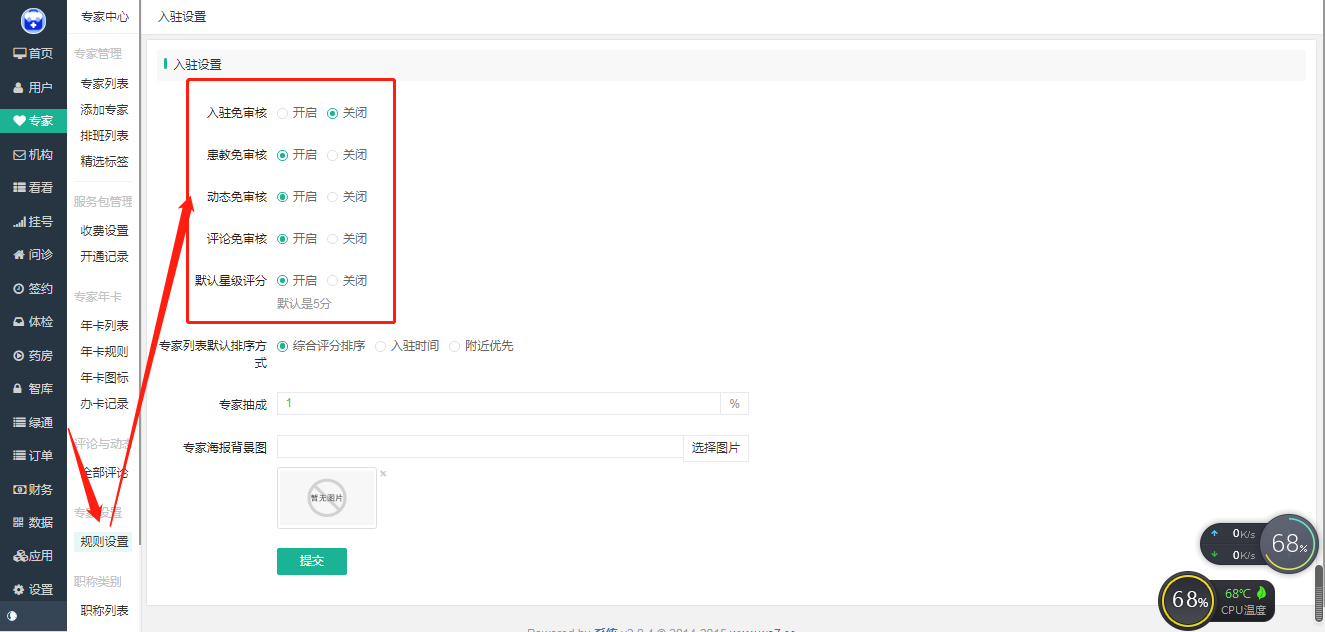 首页
用户
专家
机构
看看
挂号
问诊
签约
体检
药房
智库
绿通
订单
财务
数据
应用
设置
专家中心
专家管理
专家列表
添加专家
排班列表
精选标签
服务包管理
收费设置
开通记录
专家年卡
年卡列表
年卡规则
年卡图标
办卡记录
评论与动态
全部评论
专家设置
规则设置
职称类别
职称列表
入驻设置
入驻设置
入驻免审核 开启 关闭
患教免审核 开启 关闭
动态免审核 开启 关闭
评论免审核 开启 关闭
默认星级评分 开启 关闭
默认是5分
专家列表默认排序方式 综合评分排序 入驻时间 附近优先
专家抽成 1 %
专家海报背景图 选择图片
暂无图片
×
提交
0K/s
0K/s
68%
68%
68℃
CPU温度